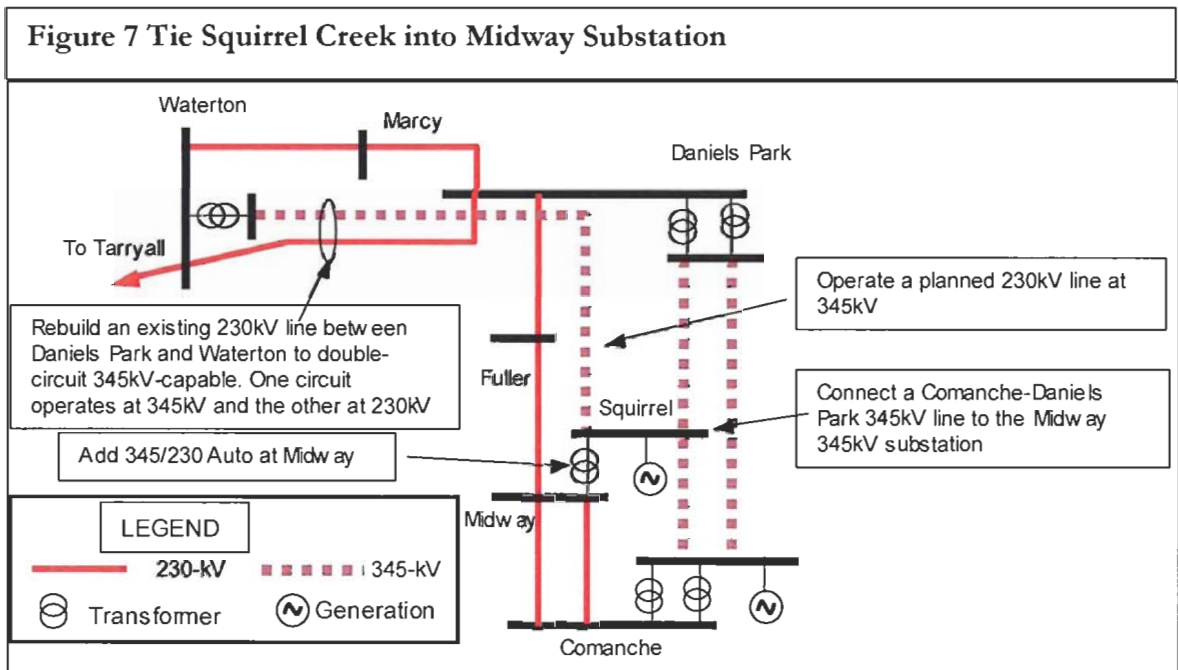 Figure 7 Tie Squirrel Creek into Midway Substation
Waterton
Marcy
Daniels Park
To Tarryall
Operate a planned 230kV line at
345kV
Rebuild an existing 230kV line between
Daniels Park and Waterton to double-
circuit 345kV-capable. One circuit
operates at 345kV and the other at 230kV
Fuller
Squirrel
Connect a Comanche-Daniels
Park 345kV line to the Midway
345kV substation
Add 345/230 Auto at Midway
Midway
LEGEND
230-kV
345-kV
Transformer
Generation
Comanche